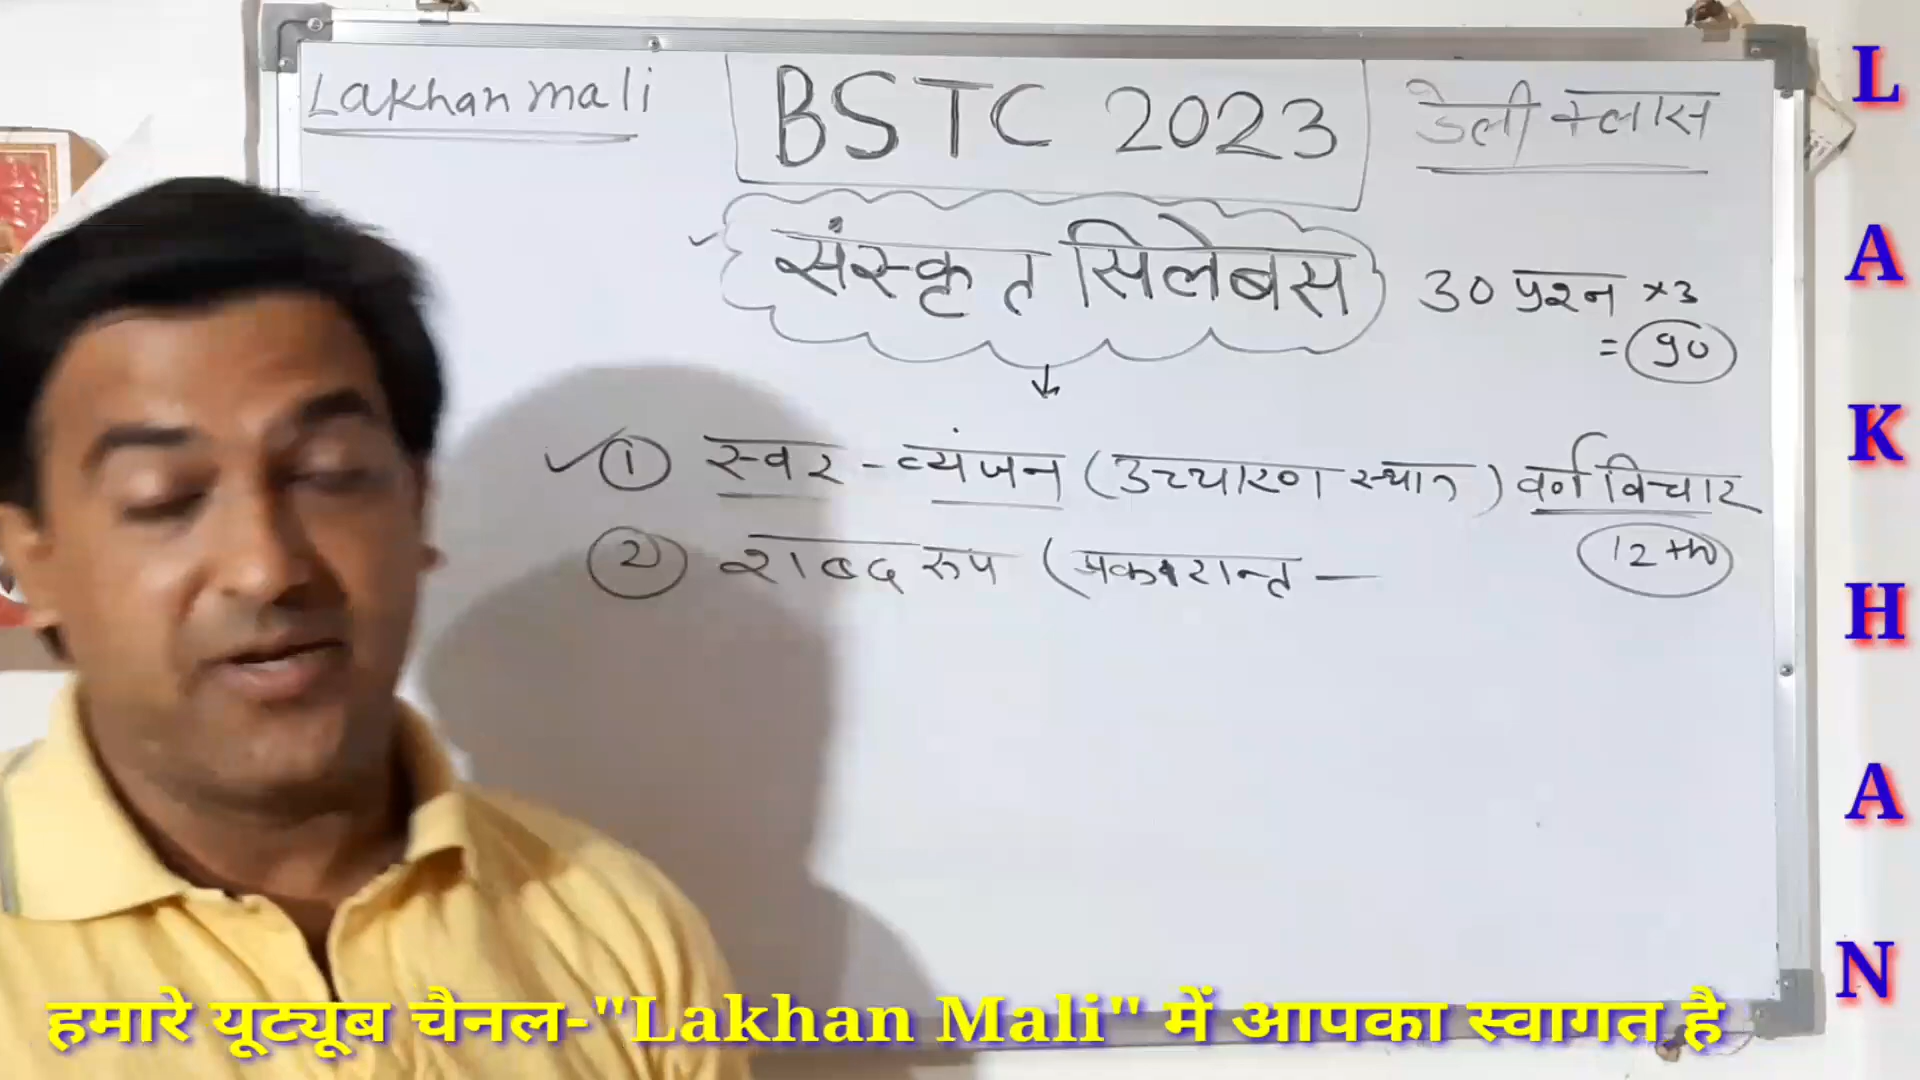 Lakhan mali
BSTC 2023
डेली क्लास
संस्कृत सिलेबस
30 प्रश्न ×3
= 90
① स्वर - व्यंजन (उच्चारण स्थान) वर्ण विचार
12th
② शब्द रूप (अकारान्त —
L
A
K
H
A
N
हमारे यूट्यूब चैनल-"Lakhan Mali" में आपका स्वागत है